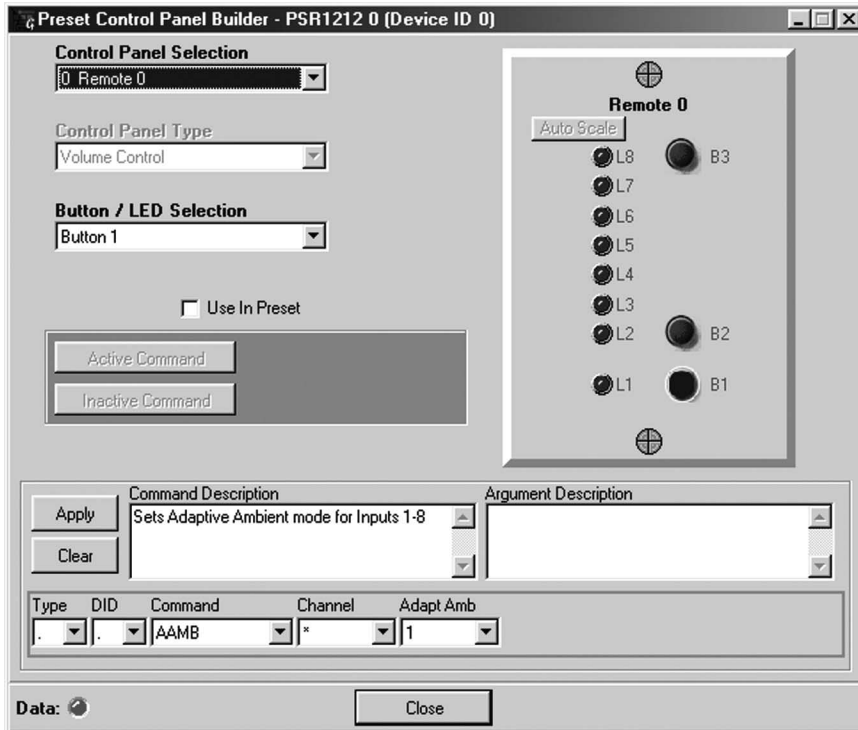 Preset Control Panel Builder - PSR1212 0 (Device ID 0)
Control Panel Selection
0 Remote 0
Control Panel Type
Volume Control
Button / LED Selection
Button 1
Use In Preset
Active Command
Inactive Command
Remote 0
Auto Scale
L8 B3
L7
L6
L5
L4
L3
L2 B2
L1 B1
Apply
Clear
Command Description
Sets Adaptive Ambient mode for Inputs 1-8
Argument Description
Type DID Command Channel Adapt Amb
. . AAMB * 1
Data:
Close